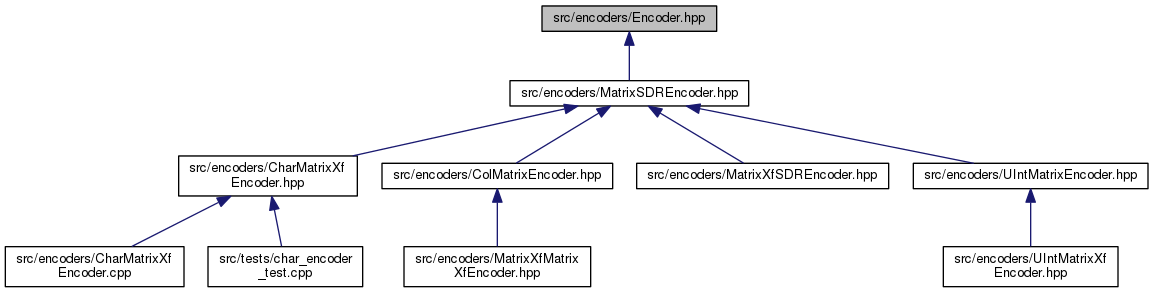 src/encoders/Encoder.hpp
src/encoders/MatrixSDREncoder.hpp
src/encoders/CharMatrixXf
Encoder.hpp
src/encoders/ColMatrixEncoder.hpp
src/encoders/MatrixXfSDREncoder.hpp
src/encoders/UIntMatrixEncoder.hpp
src/encoders/CharMatrixXf
Encoder.cpp
src/tests/char_encoder
_test.cpp
src/encoders/MatrixXfMatrix
XfEncoder.hpp
src/encoders/UIntMatrixXf
Encoder.hpp